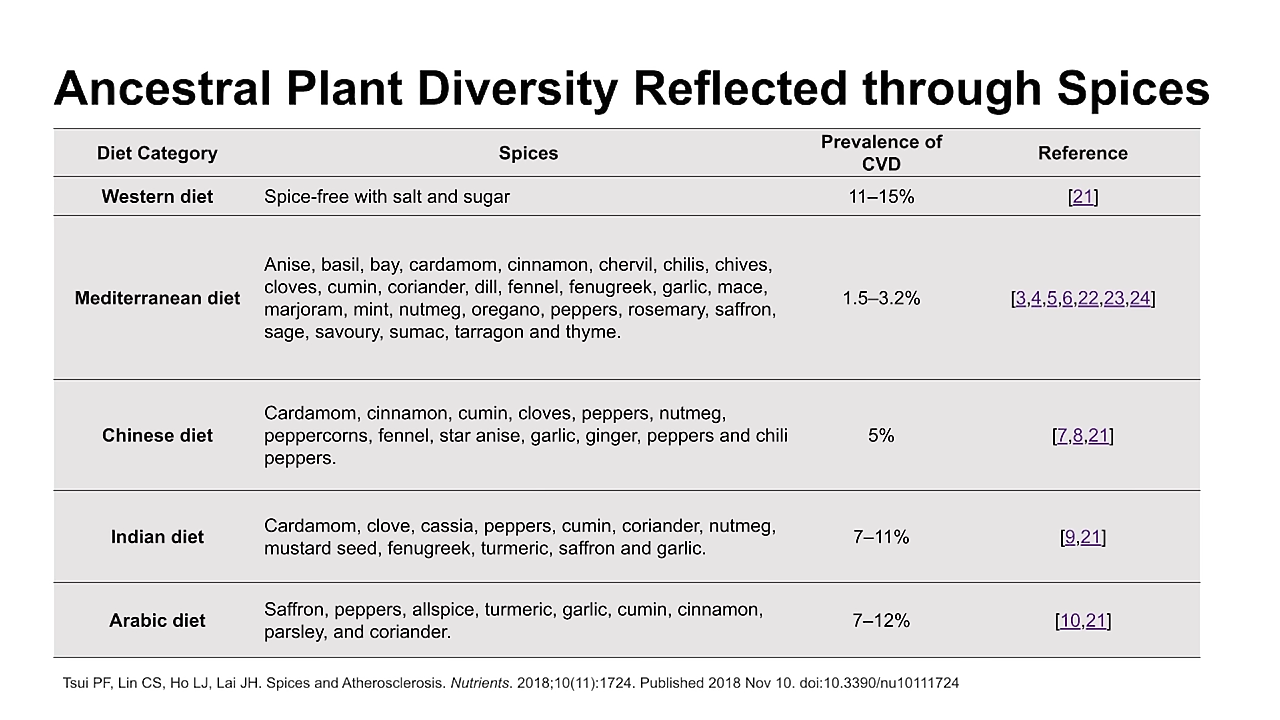 Ancestral Plant Diversity Reflected through Spices
Diet Category Spices Prevalence of CVD Reference
Western diet Spice-free with salt and sugar 11–15% [21]
Mediterranean diet Anise, basil, bay, cardamom, cinnamon, chervil, chilis, chives,
cloves, cumin, coriander, dill, fennel, fenugreek, garlic, mace,
marjoram, mint, nutmeg, oregano, peppers, rosemary, saffron,
sage, savoury, sumac, tarragon and thyme. 1.5–3.2% [3,4,5,6,22,23,24]
Chinese diet Cardamom, cinnamon, cumin, cloves, peppers, nutmeg,
peppercorns, fennel, star anise, garlic, ginger, peppers and chili
peppers. 5% [7,8,21]
Indian diet Cardamom, clove, cassia, peppers, cumin, coriander, nutmeg,
mustard seed, fenugreek, turmeric, saffron and garlic. 7–11% [9,21]
Arabic diet Saffron, peppers, allspice, turmeric, garlic, cumin, cinnamon,
parsley, and coriander. 7–12% [10,21]
Tsui PF, Lin CS, Ho LJ, Lai JH. Spices and Atherosclerosis. Nutrients. 2018;10(11):1724. Published 2018 Nov 10. doi:10.3390/nu10111724